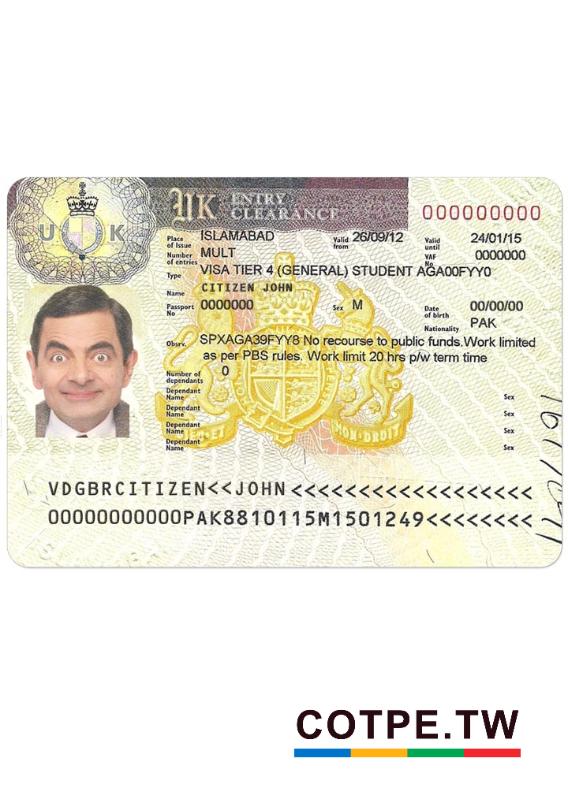 U K
UK ENTRY CLEARANCE
000000000
Place of Issue ISLAMABAD Valid from 26/09/12 Valid until 24/01/15
Number of entries MULT VAF No 0000000
Type VISA TIER 4 (GENERAL) STUDENT AGA00FYY0
Name CITIZEN JOHN
Passport No 0000000 Sex M Date of birth 00/00/00
Nationality PAK
Obsrv. SPXAGA39FYY8 No recourse to public funds.Work limited
as per PBS rules. Work limit 20 hrs p/w term time
Number of dependants 0
Dependant Name Sex
Dependant Name Sex
Dependant Name Sex
Dependant Name Sex
MON DROIT
VDGBRCITIZEN<<JOHN<<<<<<<<<<<<<<<<<<
00000000000PAK8810115M1501249<<<<<<<
COTPE.TW